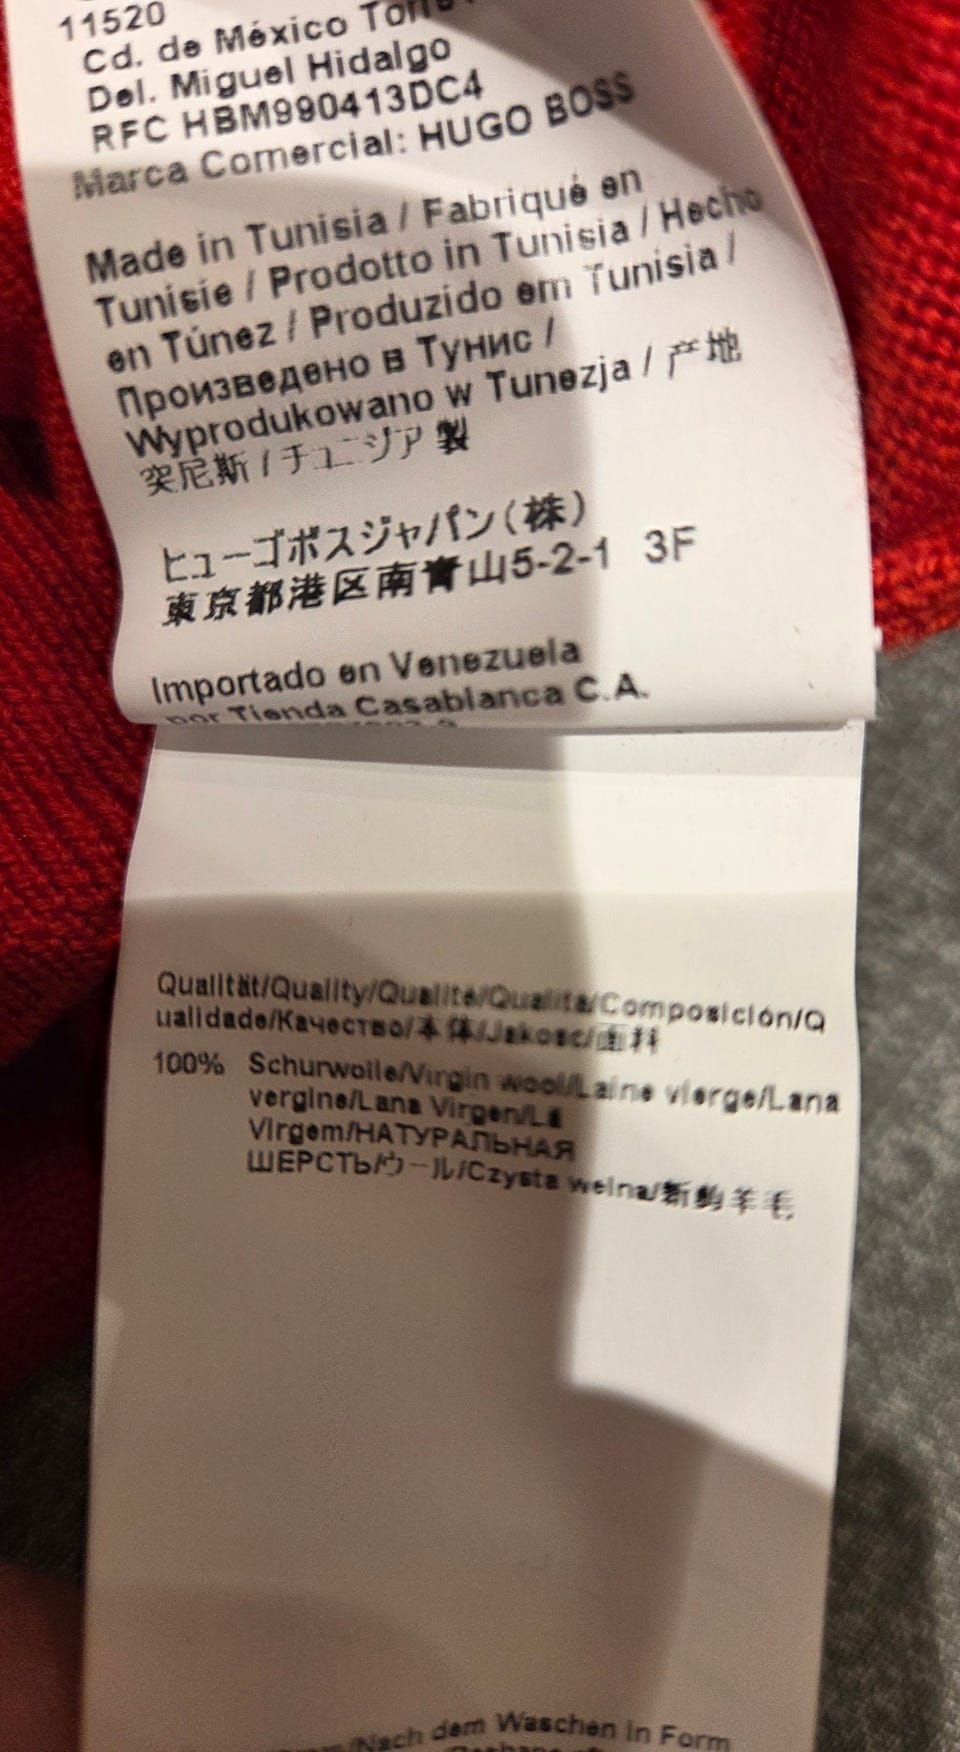 11520
Cd. de México
Del. Miguel Hidalgo
RFC HBM990413DC4
Marca Comercial: HUGO BOSS
Made in Tunisia / Fabriqué en
Tunisie / Prodotto in Tunisia / Hecho
en Túnez / Produzido em Tunisia /
Произведено в Тунис /
Wyprodukowano w Tunezja / 产地
突尼斯 / チュニジア 製
ヒューゴボスジャパン(株)
東京都港区南青山5-2-1 3F
Importado en Venezuela
por Tienda Casablanca C.A.
Qualität/Quality/Qualité/Qualità/Composición/Q
ualidade/Качество/本体/Jakosc/面料
100% Schurwolle/Virgin wool/Laine vierge/Lana
vergine/Lana Virgen/Lã
Virgem/НАТУРАЛЬНАЯ
ШЕРСТЬ/ウール/Czysta welna/新的羊毛
/Nach dem Waschen in Form